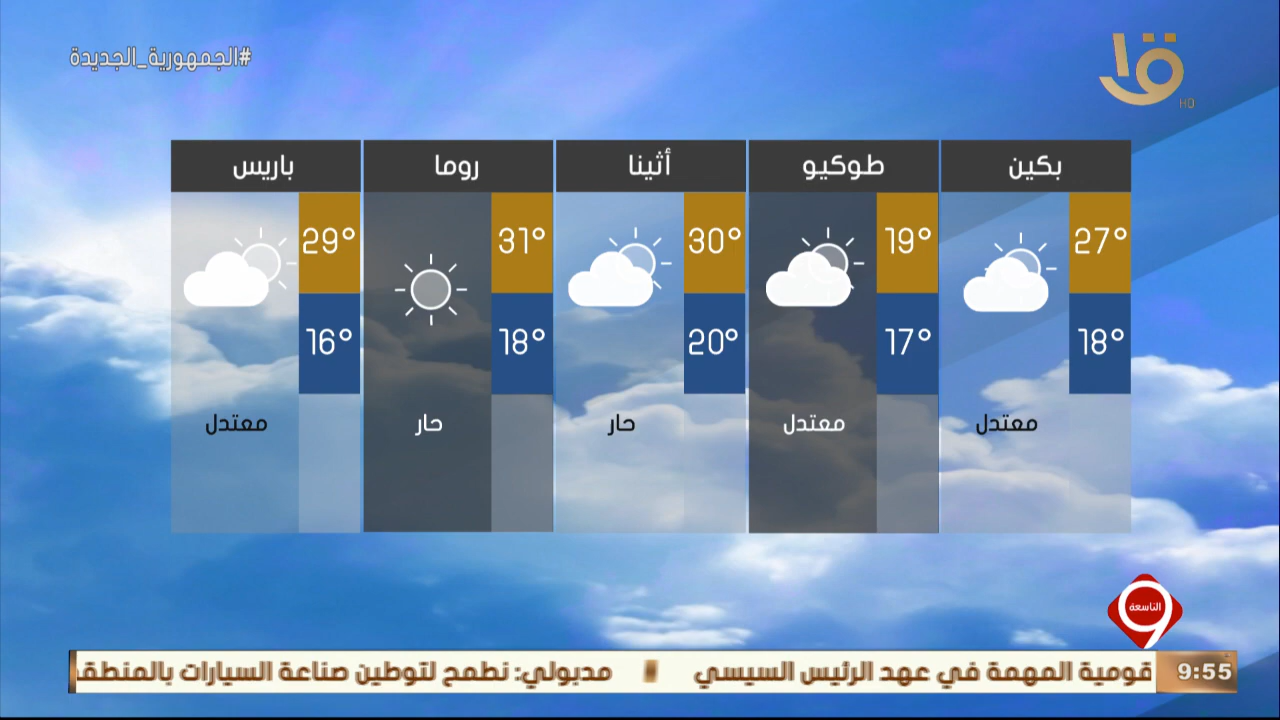 #الجمهورية_الجديدة
HD
بكين
طوكيو
أثينا
روما
باريس
27° 19° 30° 31° 29°
18° 17° 20° 18° 16°
معتدل معتدل حار حار معتدل
التاسعة
9
9:55
قومية المهمة في عهد الرئيس السيسي
مدبولي: نطمح لتوطين صناعة السيارات بالمنطقـ